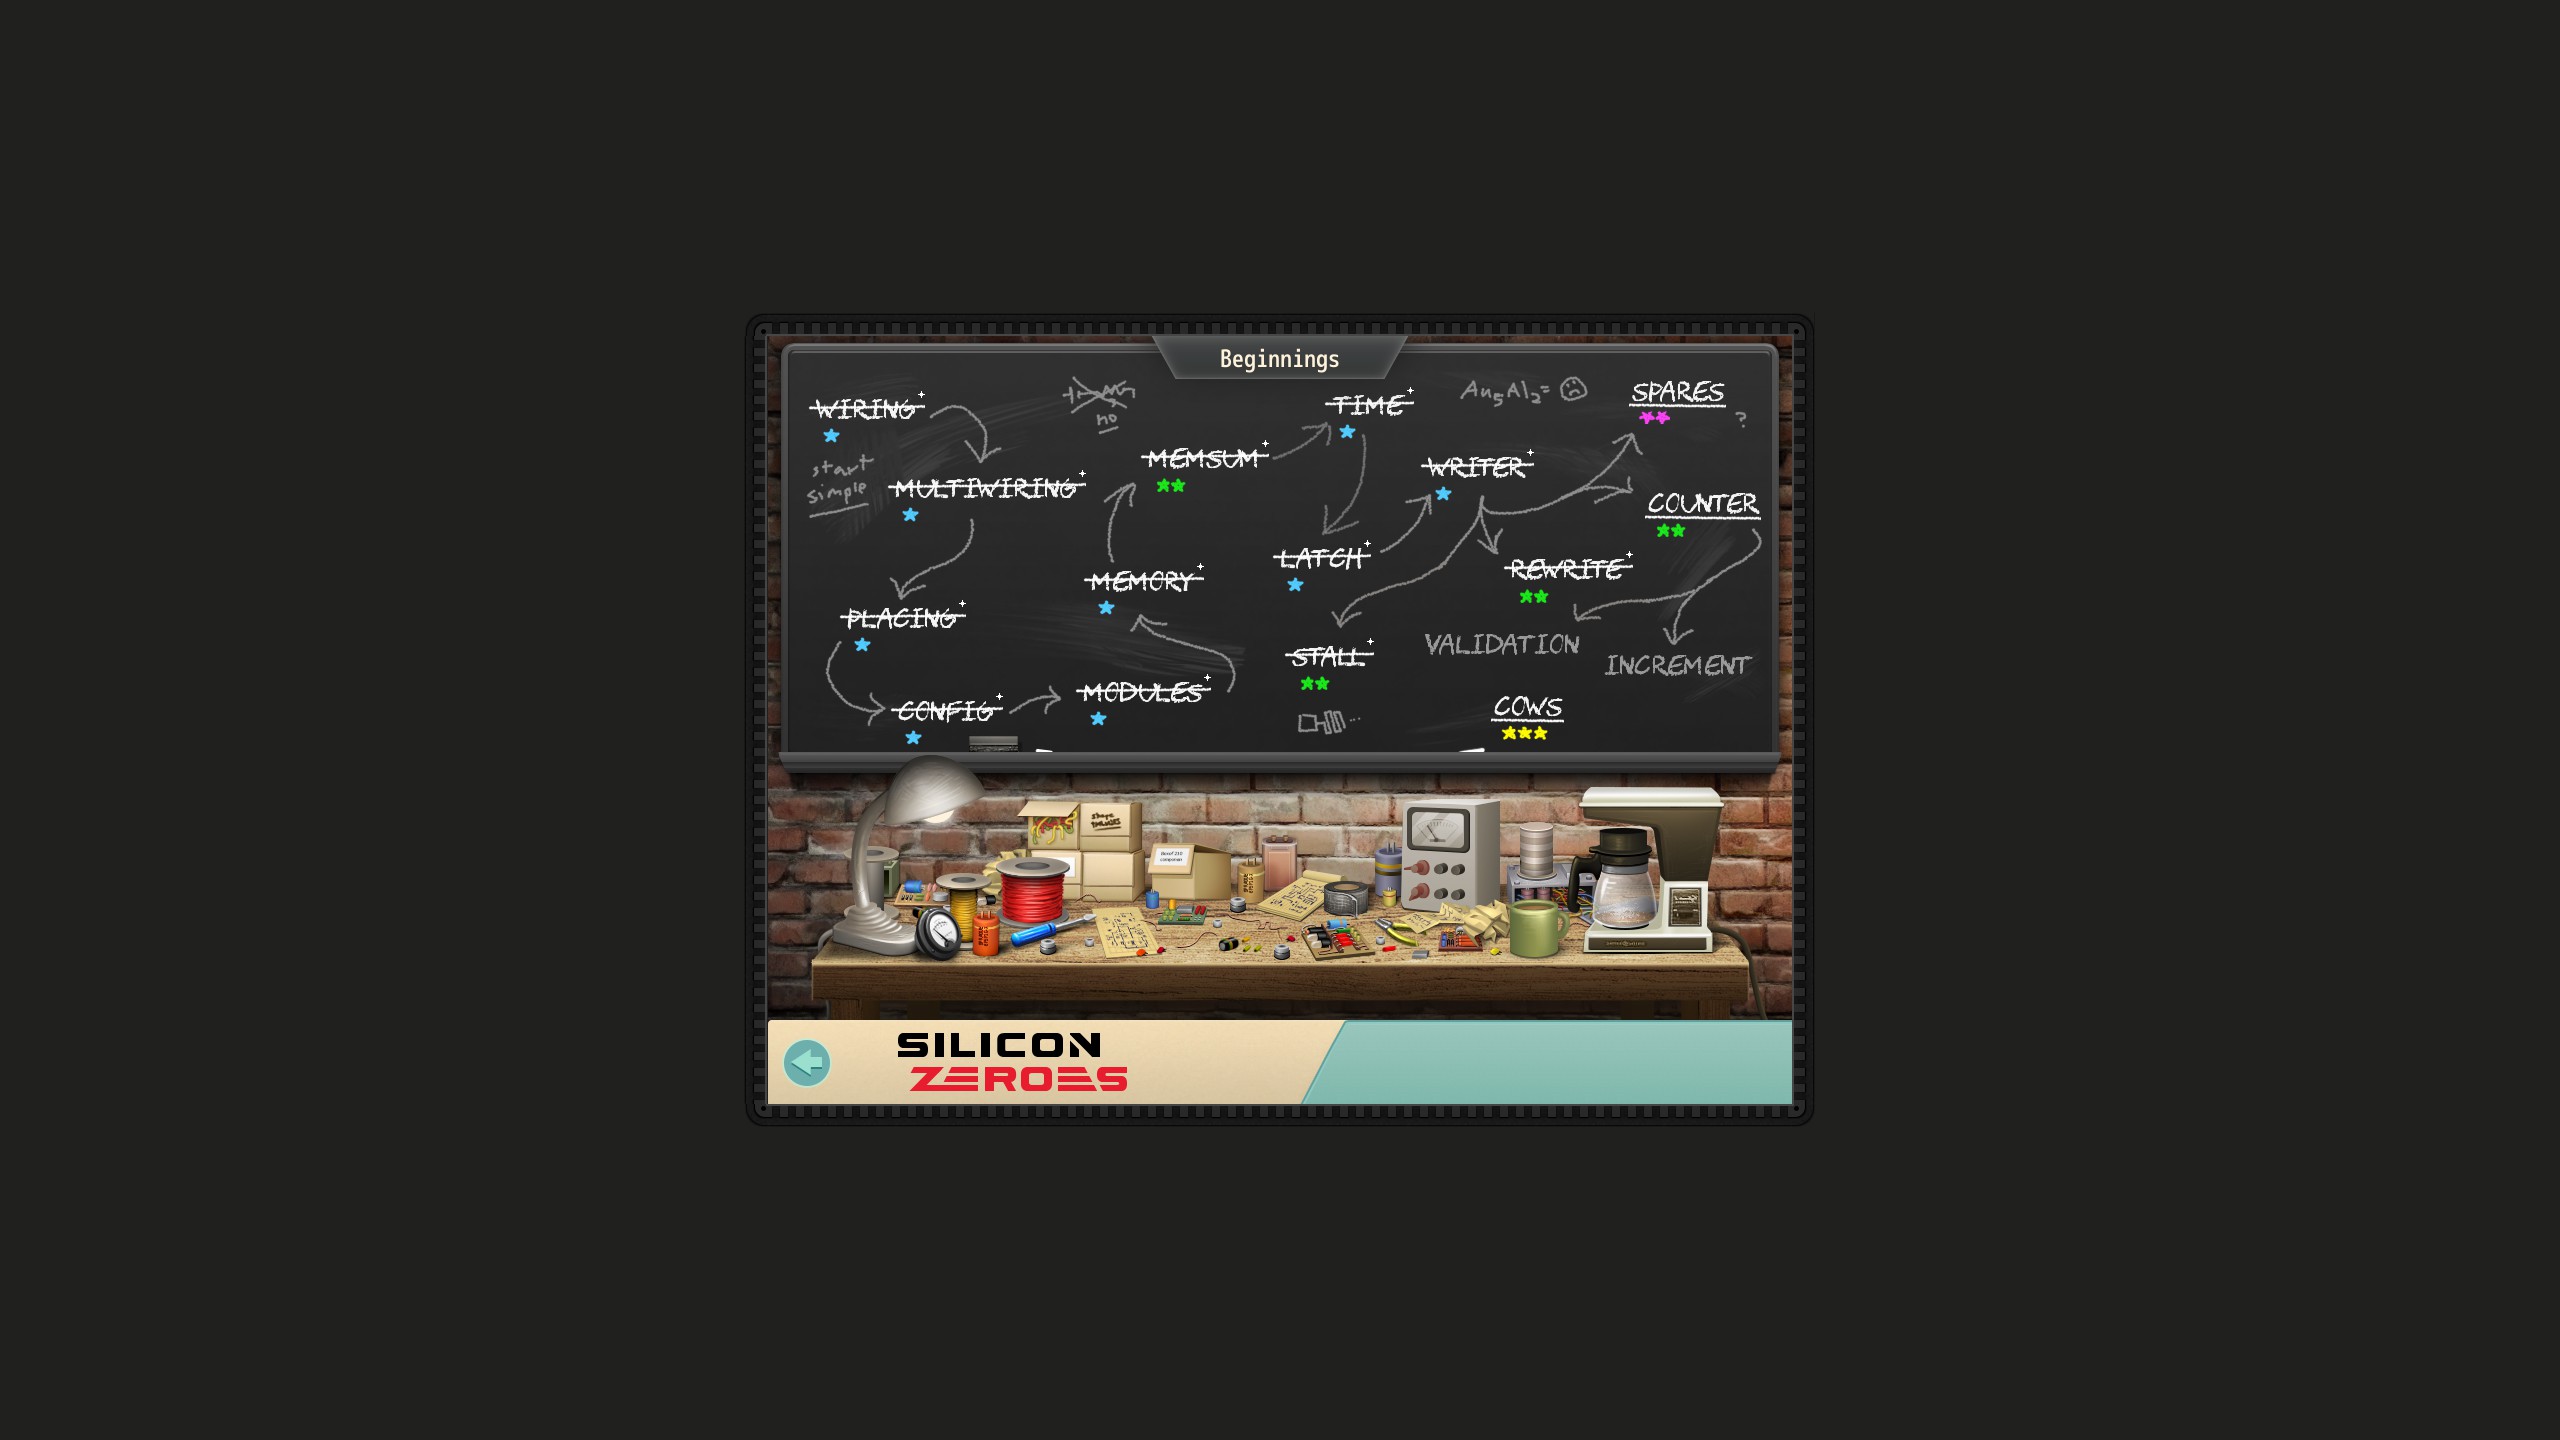 Beginnings
WIRING
start
simple
MULTIWIRING
PLACING
CONFIG
MODULES
MEMORY
MEMSUM
no
TIME
LATCH
WRITER
Au5Al2=
SPARES
?
COUNTER
REWRITE
STALL
VALIDATION
INCREMENT
COWS
SILICON
ZEROES